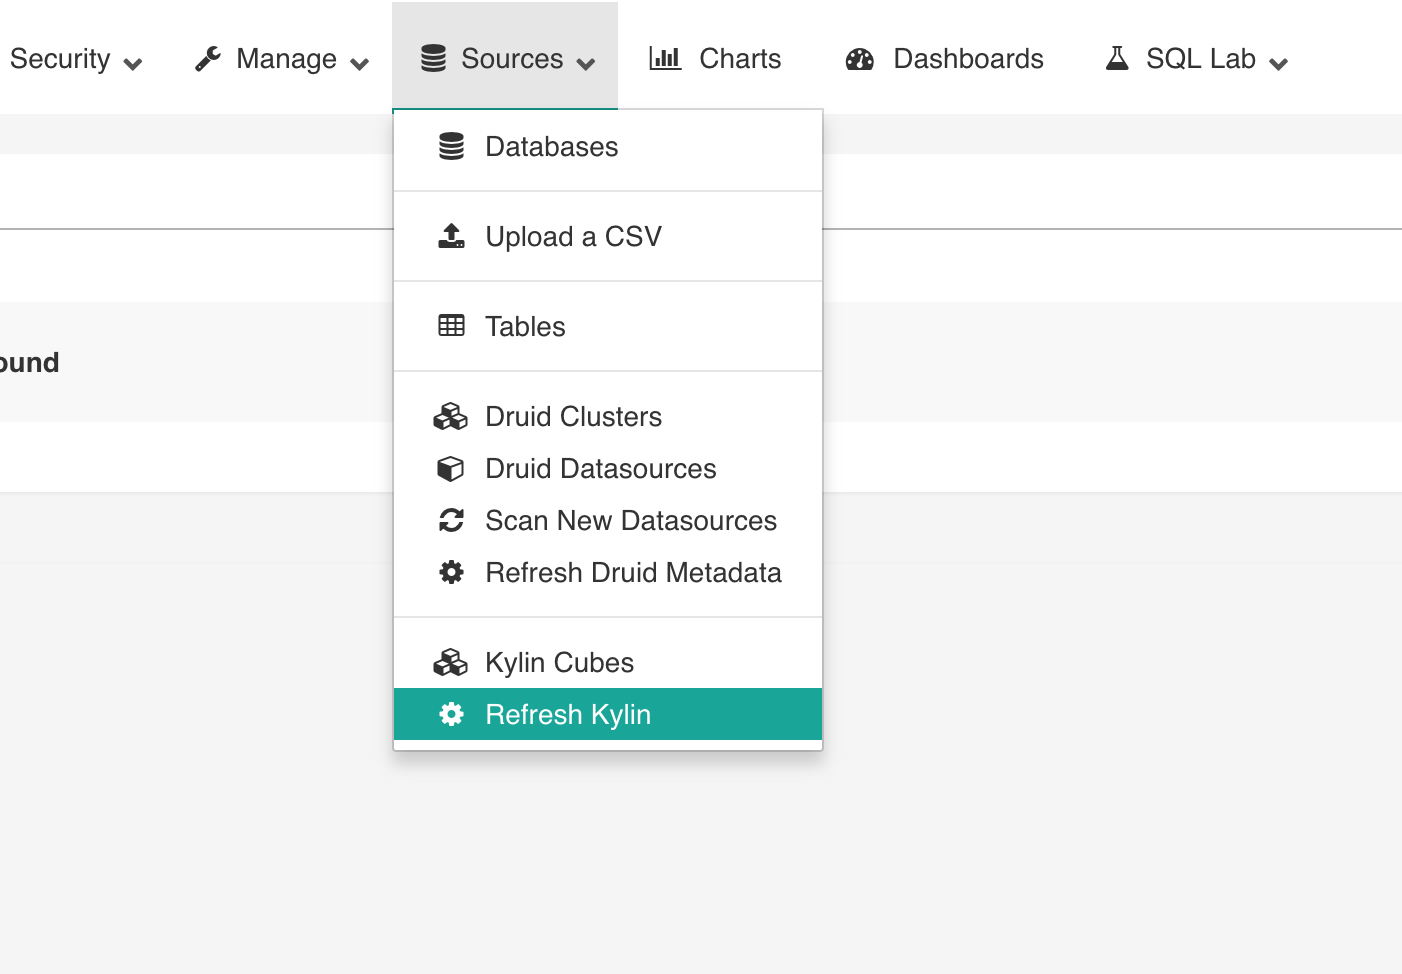 Security Manage Sources Charts Dashboards SQL Lab
Databases
Upload a CSV
Tables
ound
Druid Clusters
Druid Datasources
Scan New Datasources
Refresh Druid Metadata
Kylin Cubes
Refresh Kylin